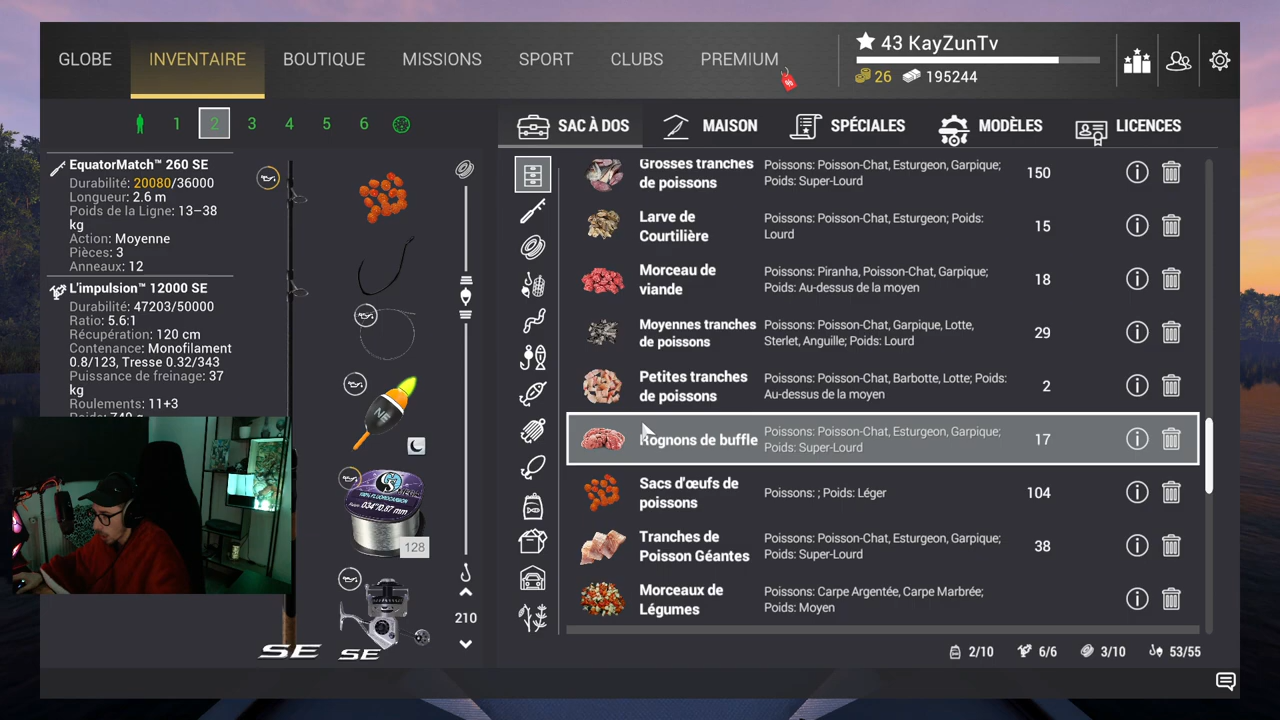 GLOBE
INVENTAIRE
BOUTIQUE
MISSIONS
SPORT
CLUBS
PREMIUM
43 KayZunTv
26
195244
1
2
3
4
5
6
SAC À DOS
MAISON
SPÉCIALES
MODÈLES
LICENCES
EquatorMatch™ 260 SE
Durabilité: 20080/36000
Longueur: 2.6 m
Poids de la Ligne: 13–38
kg
Action: Moyenne
Pièces: 3
Anneaux: 12
L'impulsion™ 12000 SE
Durabilité: 47203/50000
Ratio: 5.6:1
Récupération: 120 cm
Contenance: Monofilament
0.8/123, Tresse 0.32/343
Puissance de freinage: 37
kg
Roulements: 11+3
NE
100% FLUOROCARBON
128
210
SE
SE
Grosses tranches
de poissons
Poissons: Poisson-Chat, Esturgeon, Garpique;
Poids: Super-Lourd
150
Larve de
Courtilière
Poissons: Poisson-Chat, Esturgeon; Poids:
Lourd
15
Morceau de
viande
Poissons: Piranha, Poisson-Chat, Garpique;
Poids: Au-dessus de la moyen
18
Moyennes tranches
de poissons
Poissons: Poisson-Chat, Garpique, Lotte,
Sterlet, Anguille; Poids: Lourd
29
Petites tranches
de poissons
Poissons: Poisson-Chat, Barbotte, Lotte; Poids:
Au-dessus de la moyen
2
Rognons de buffle
Poissons: Poisson-Chat, Esturgeon, Garpique;
Poids: Super-Lourd
17
Sacs d'œufs de
poissons
Poissons: ; Poids: Léger
104
Tranches de
Poisson Géantes
Poissons: Poisson-Chat, Esturgeon, Garpique;
Poids: Super-Lourd
38
Morceaux de
Légumes
Poissons: Carpe Argentée, Carpe Marbrée;
Poids: Moyen
2/10
6/6
3/10
53/55